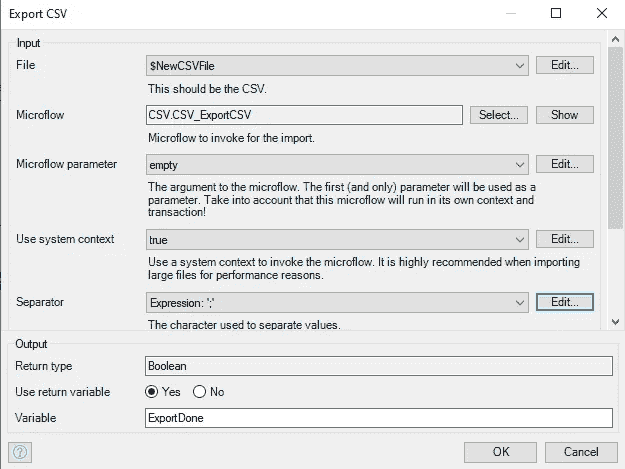 Export CSV
Input
File
$NewCSVFile
Edit...
This should be the CSV.
Microflow
CSV.CSV_ExportCSV
Select...
Show
Microflow to invoke for the import.
Microflow parameter
empty
Edit...
The argument to the microflow. The first (and only) parameter will be used as a
parameter. Take into account that this microflow will run in its own context and
transaction!
Use system context
true
Edit...
Use a system context to invoke the microflow. It is highly recommended when importing
large files for performance reasons.
Separator
Expression: ';'
Edit...
The character used to separate values.
Output
Return type
Boolean
Use return variable
Yes
No
Variable
ExportDone
?
OK
Cancel